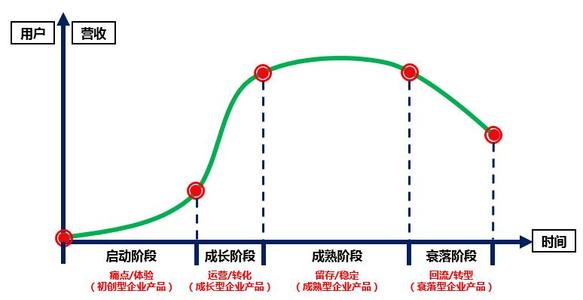 用户
营收
时间
启动阶段
痛点/体验
（初创型企业产品）
成长阶段
运营/转化
（成长型企业产品）
成熟阶段
留存/稳定
（成熟型企业产品）
衰落阶段
回流/转型
（衰落型企业产品）